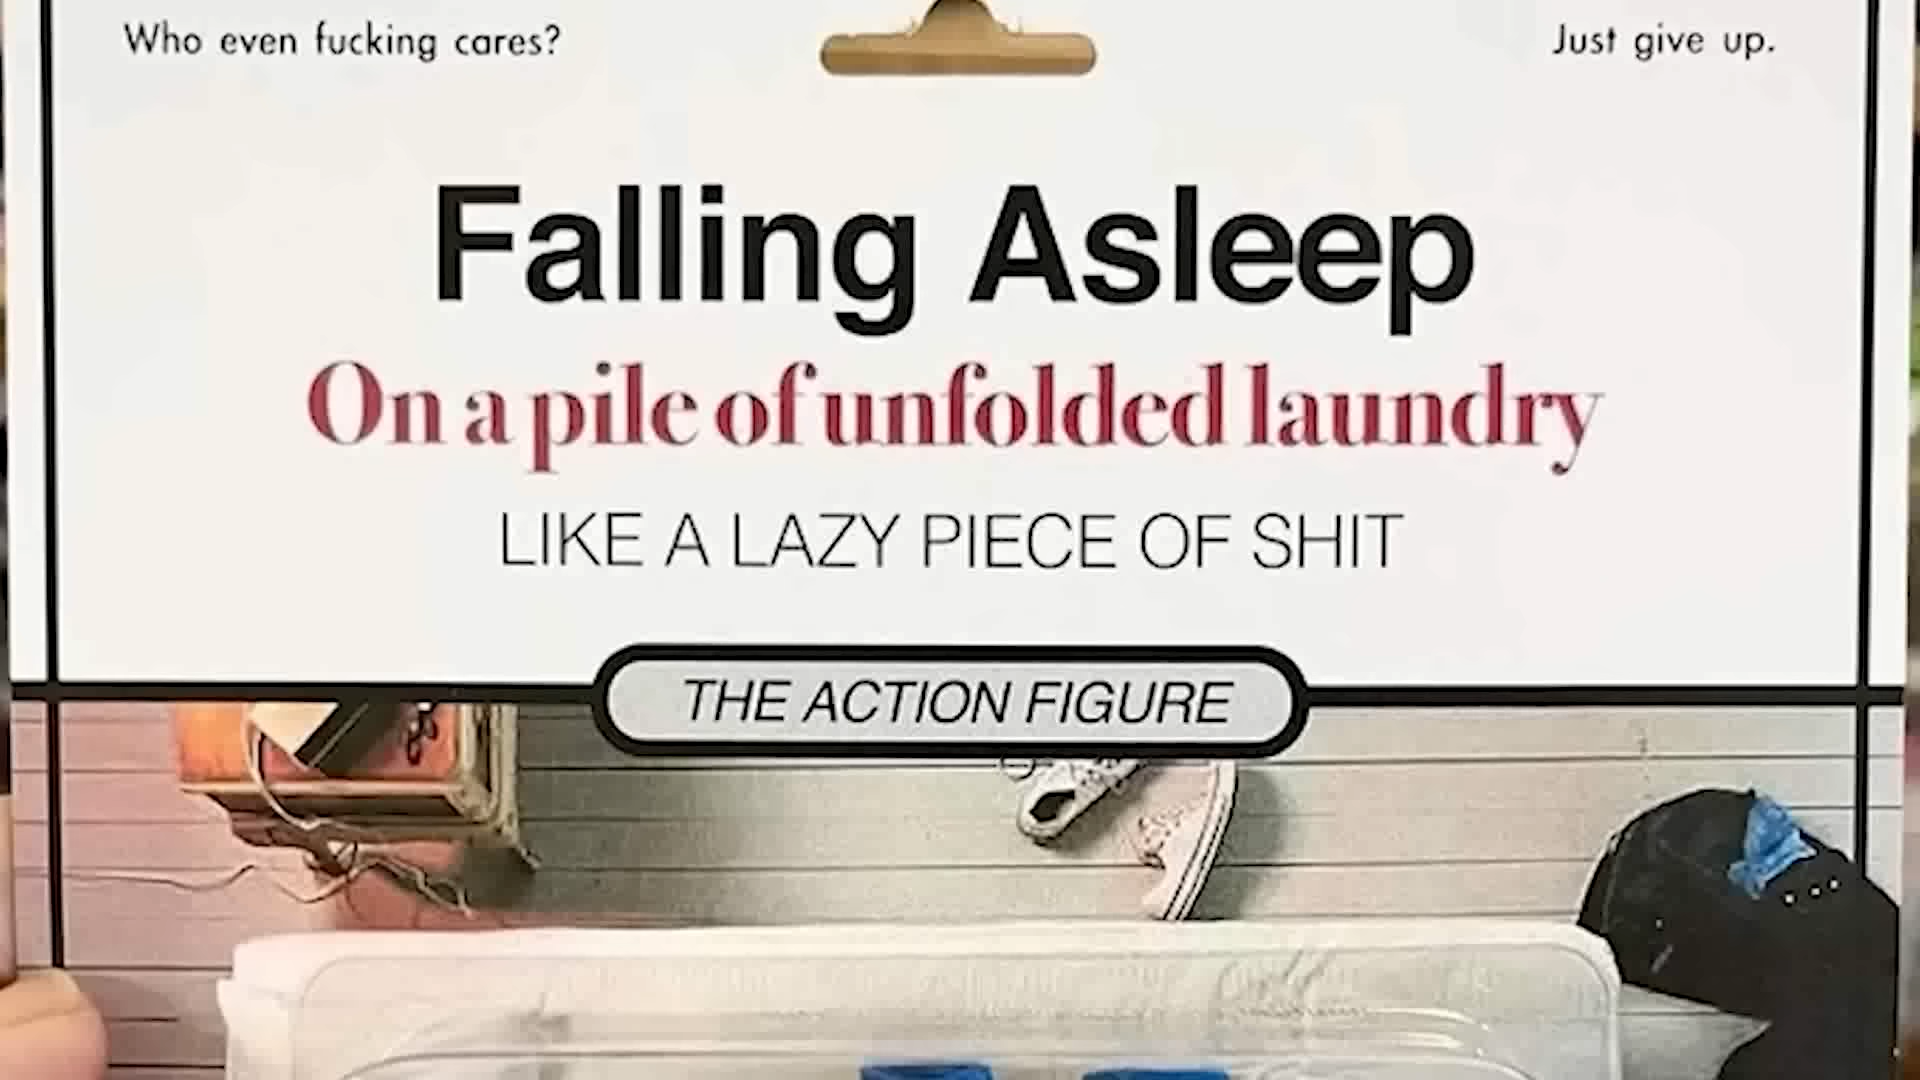 Who even fucking cares?
Just give up.
Falling Asleep
On a pile of unfolded laundry
LIKE A LAZY PIECE OF SHIT
THE ACTION FIGURE